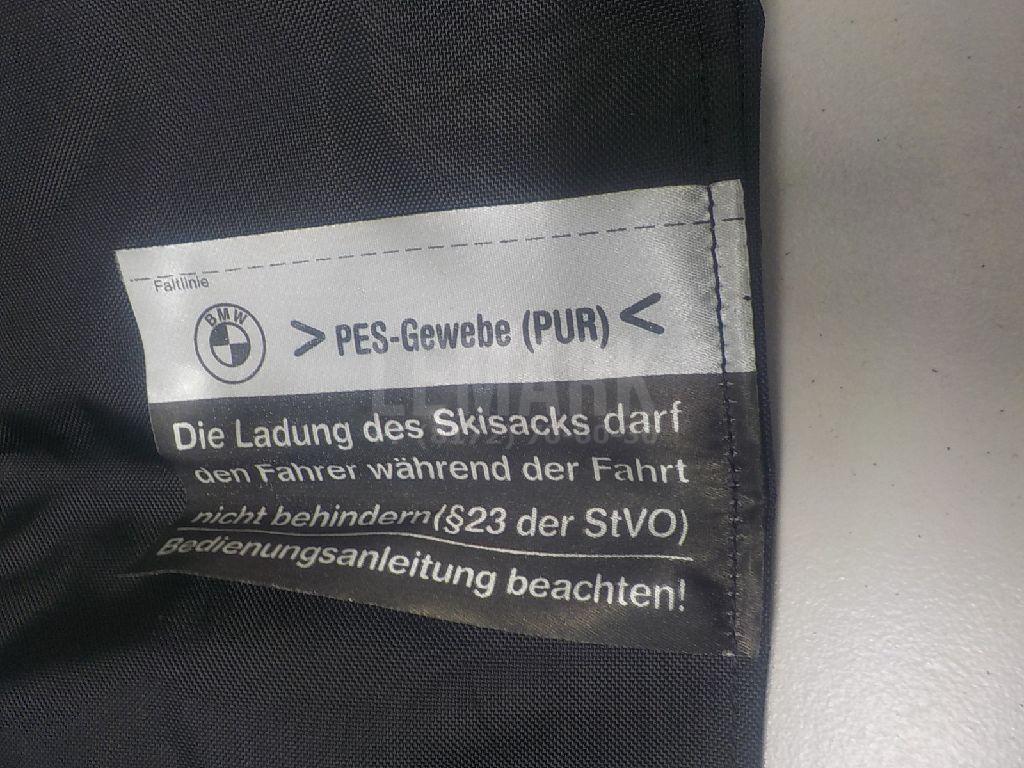 Faltlinie
BMW
>PES-Gewebe (PUR)<
LEMARK
Die Ladung des Skisacks darf
den Fahrer während der Fahrt
nicht behindern (§23 der StVO)
Bedienungsanleitung beachten!